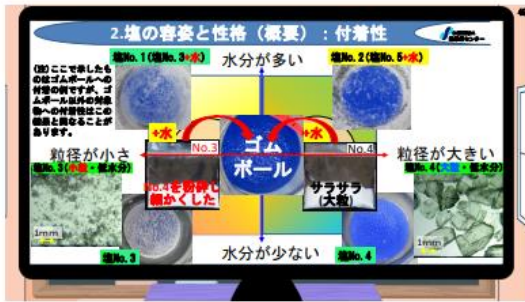 2.塩の容姿と性格（概要）：付着性
(注)ここで示したも
のはゴムボールへの
付着の例ですが、ゴ
ムボール以外の対象
物への付着性はこの
結果と異なることが
あります。
塩No.1(塩No.3+水)
水分が多い
塩No.2(塩No.5+水)
+水
+水
粒径が小さい
No.3
ゴム
ボール
No.4
粒径が大きい
塩No.3(小粒・低水分)
No.4を粉砕し
細かくした
サラサラ
(大粒)
塩No.4(大粒・低水分)
1mm
1mm
塩No.3
水分が少ない
塩No.4